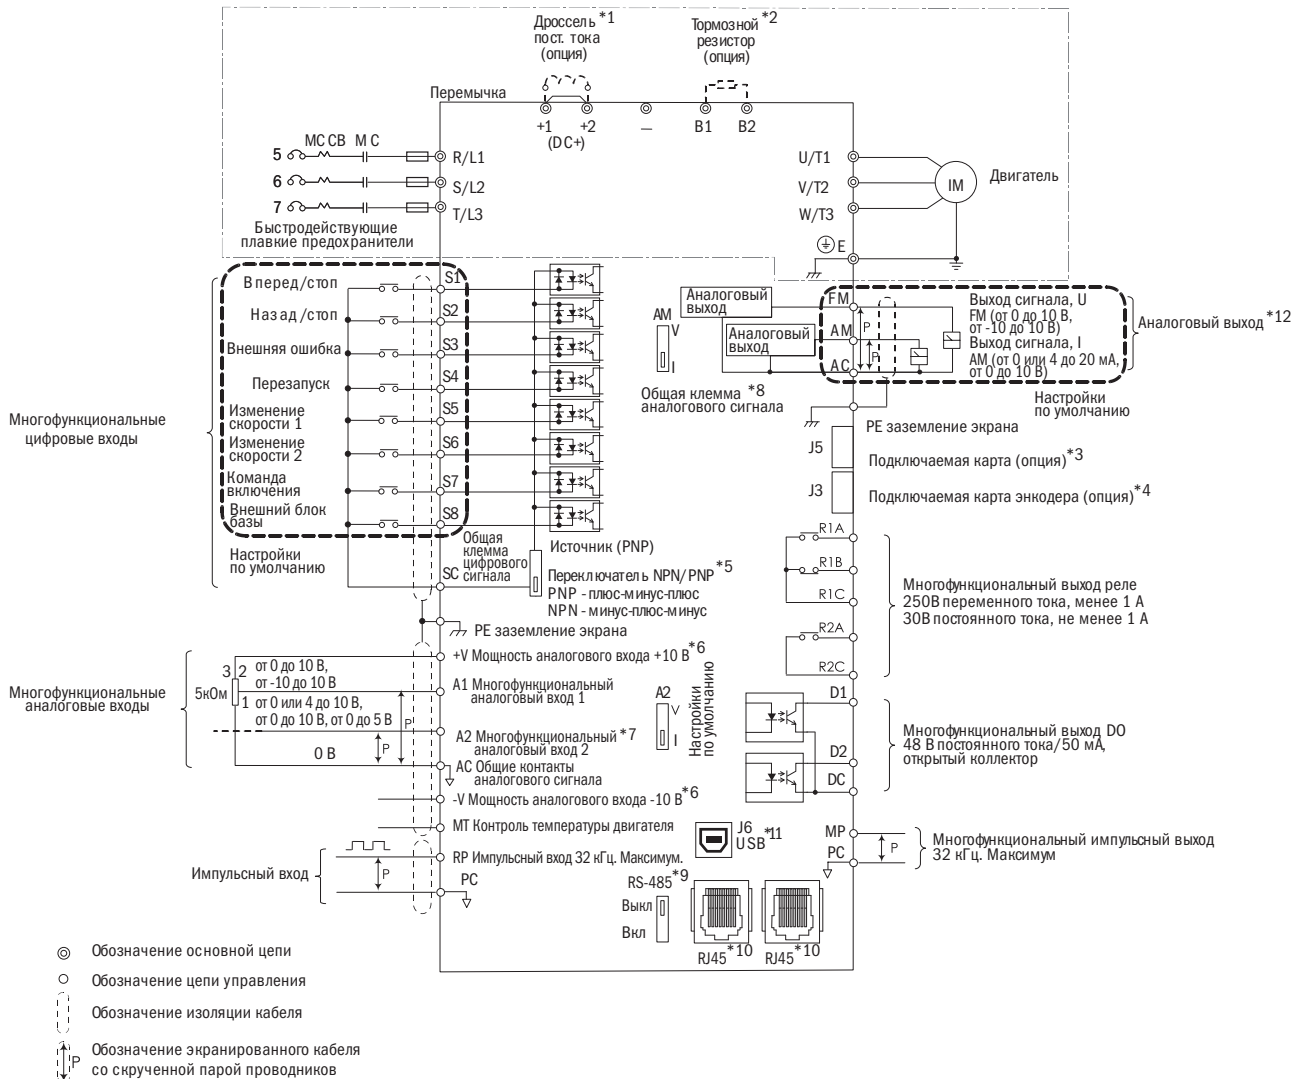 Дроссель *1
пост. тока
(опция)
Тормозной *2
резистор
(опция)
Перемычка
+1
(DC+)
+2
–
B1
B2
МС СВ М С
5
R/L1
6
S/L2
7
T/L3
Быстродействующие
плавкие предохранители
U/T1
V/T2
W/T3
IM
Двигатель
E
Многофункциональные
цифровые входы
Вперед/стоп
S1
Назад/стоп
S2
Внешняя ошибка
S3
Перезапуск
S4
Изменение
скорости 1
S5
Изменение
скорости 2
S6
Команда
включения
S7
Внешний блок
базы
S8
Настройки
по умолчанию
SC
Общая
клемма
цифрового
сигнала
Источник (PNP)
Переключатель NPN/PNP *5
PNP - плюс-минус-плюс
NPN - минус-плюс-минус
PE заземление экрана
AM
V
I
Аналоговый
выход
Аналоговый
выход
Общая клемма *8
аналогового сигнала
FM
AM
AC
P
P
Выход сигнала, U
FM (от 0 до 10 В,
от -10 до 10 В)
Выход сигнала, I
AM (от 0 или 4 до 20 мА,
от 0 до 10 В)
Аналоговый выход *12
Настройки
по умолчанию
PE заземление экрана
J5
Подключаемая карта (опция) *3
J3
Подключаемая карта энкодера (опция) *4
R1A
R1B
R1C
R2A
R2C
Многофункциональный выход реле
250В переменного тока, менее 1 А
30В постоянного тока, не менее 1 А
Многофункциональные
аналоговые входы
5кОм
3
2
1
от 0 до 10 В,
от -10 до 10 В
от 0 или 4 до 10 В,
от 0 до 10 В, от 0 до 5 В
0 В
P
P
+V Мощность аналогового входа +10 В *6
A1 Многофункциональный
аналоговый вход 1
A2 Многофункциональный *7
аналоговый вход 2
AC Общие контакты
аналогового сигнала
-V Мощность аналогового входа -10 В *6
MT Контроль температуры двигателя
A2
V
I
Настройки
по умолчанию
D1
D2
DC
Многофункциональный выход DO
48 В постоянного тока/50 мА,
открытый коллектор
Импульсный вход
P
RP Импульсный вход 32 кГц. Максимум.
PC
J6
USB *11
MP
PC
P
Многофункциональный импульсный выход
32 кГц. Максимум
RS-485 *9
Выкл
Вкл
RJ45 *10
RJ45 *10
Обозначение основной цепи
Обозначение цепи управления
Обозначение изоляции кабеля
P
Обозначение экранированного кабеля
со скрученной парой проводников